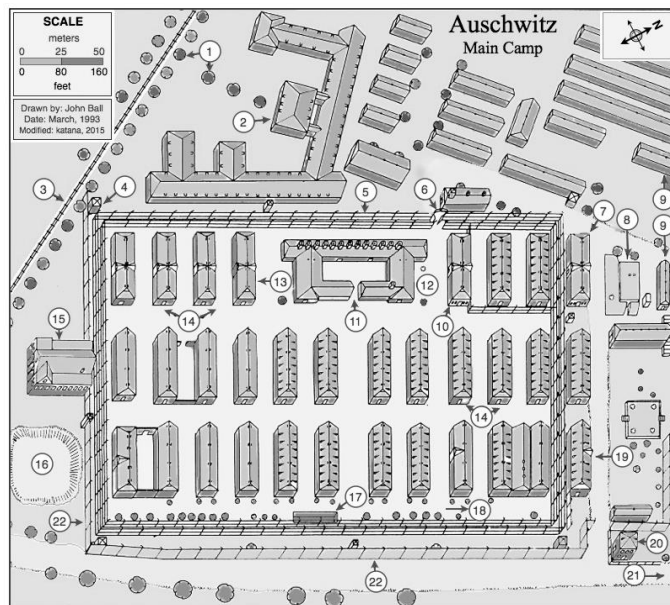 SCALE
meters
0 25 50
0 80 160
feet
Drawn by: John Ball
Date: March, 1993
Modified: katana, 2015
Auschwitz
Main Camp
N
1
2
3
4
5
6
7
8
9
9
10
11
12
13
14
14
15
16
17
18
19
20
21
22
22